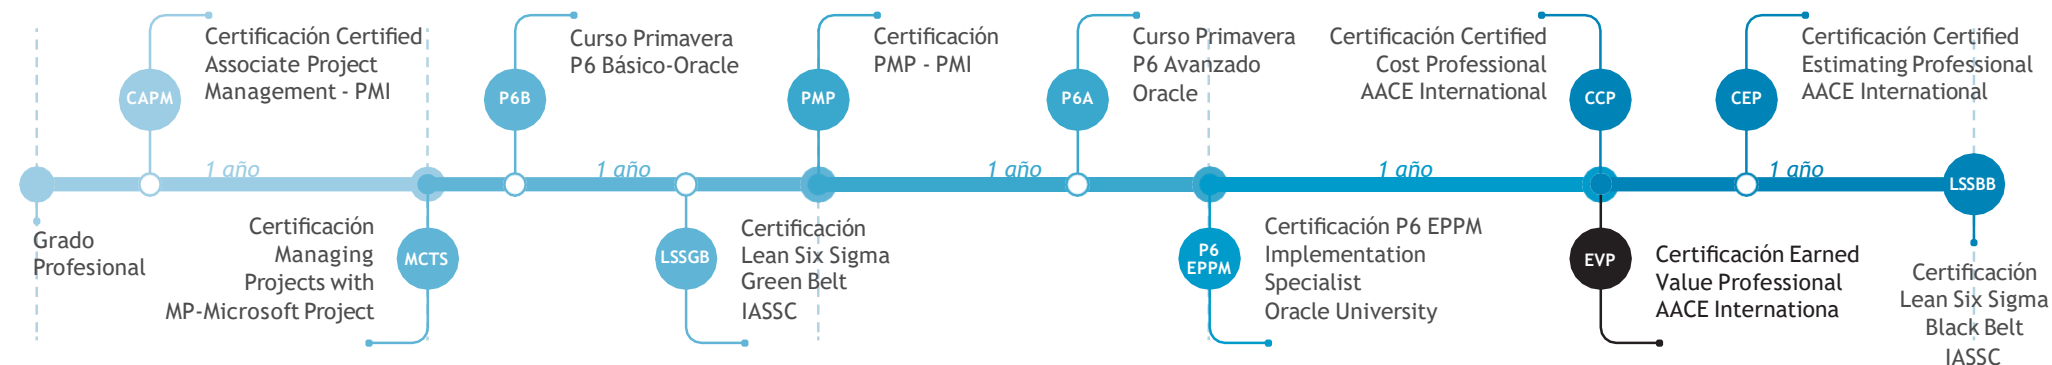 Certificación Certified
Associate Project
Management - PMI
CAPM
Curso Primavera
P6 Básico-Oracle
P6B
Certificación
PMP - PMI
PMP
Curso Primavera
P6 Avanzado
Oracle
P6A
Certificación Certified
Cost Professional
AACE International
CCP
Certificación Certified
Estimating Professional
AACE International
CEP
1 año
1 año
1 año
1 año
1 año
LSSBB
Grado
Profesional
Certificación
Managing
Projects with
MP-Microsoft Project
MCTS
LSSGB
Certificación
Lean Six Sigma
Green Belt
IASSC
P6
EPPM
Certificación P6 EPPM
Implementation
Specialist
Oracle University
EVP
Certificación Earned
Value Professional
AACE Internationa
Certificación
Lean Six Sigma
Black Belt
IASSC